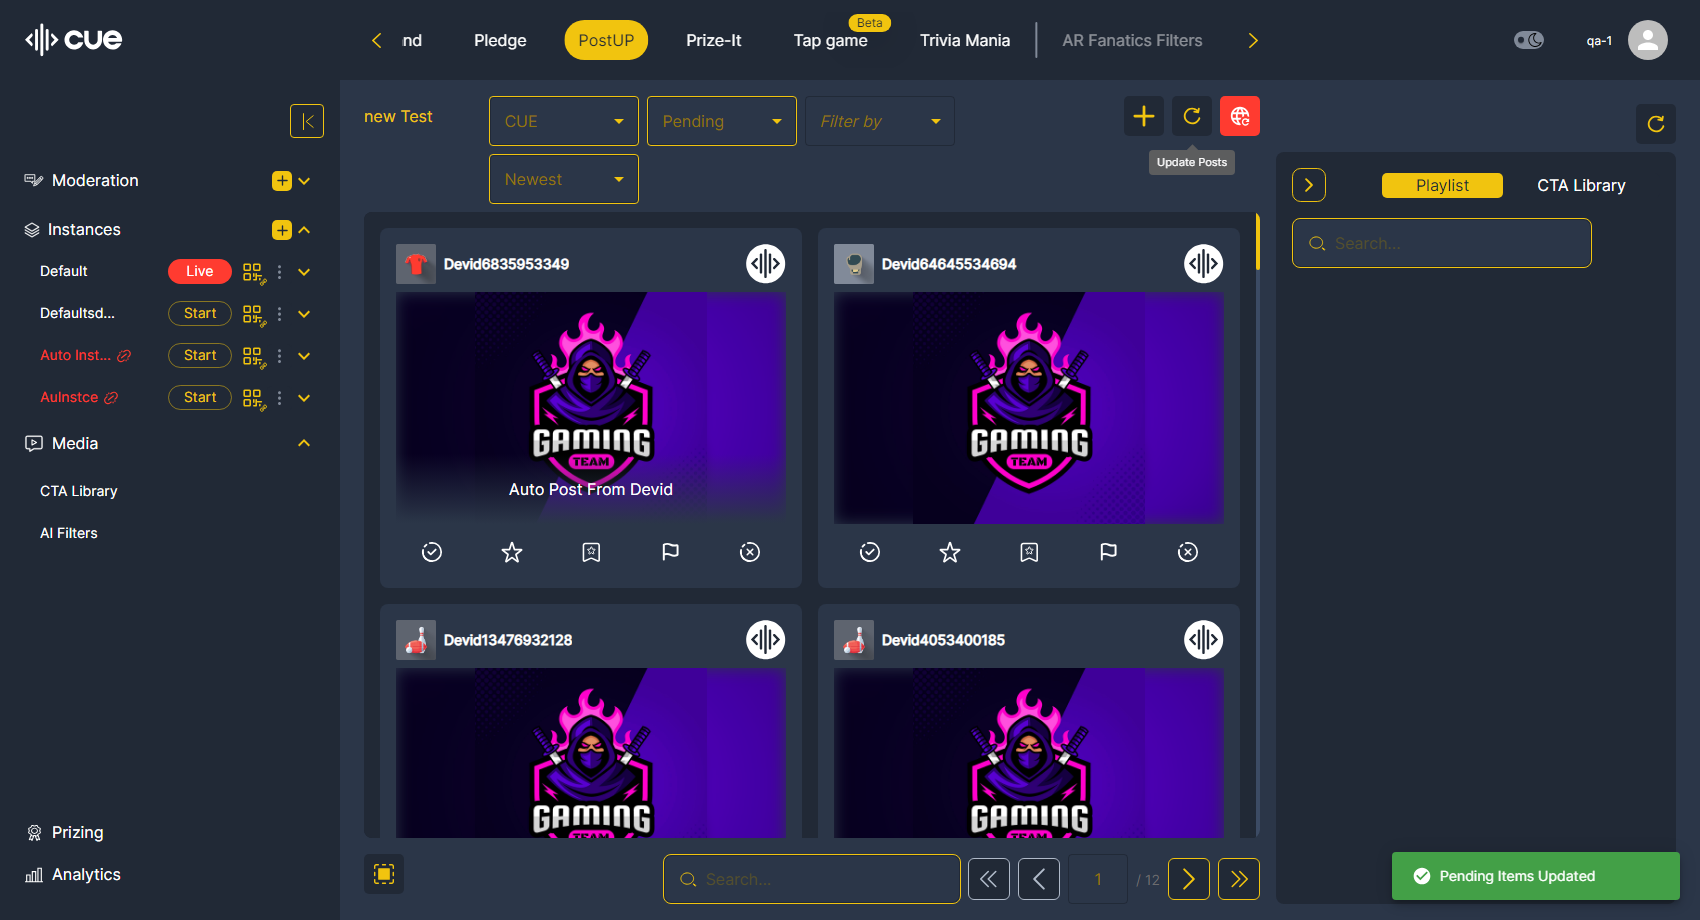 cue
nd
Pledge
PostUP
Prize-It
Beta
Tap game
Trivia Mania
AR Fanatics Filters
qa-1
Moderation
Instances
Default
Live
Defaultsd...
Start
Auto Inst...
Start
AuInstce
Start
Media
CTA Library
AI Filters
Prizing
Analytics
new Test
CUE
Pending
Filter by
Newest
Update Posts
Devid6835953349
GAMING
TEAM
Auto Post From Devid
Devid64645534694
GAMING
TEAM
Devid13476932128
GAMING
TEAM
Devid4053400185
GAMING
TEAM
Search...
1
/ 12
Playlist
CTA Library
Search...
Pending Items Updated